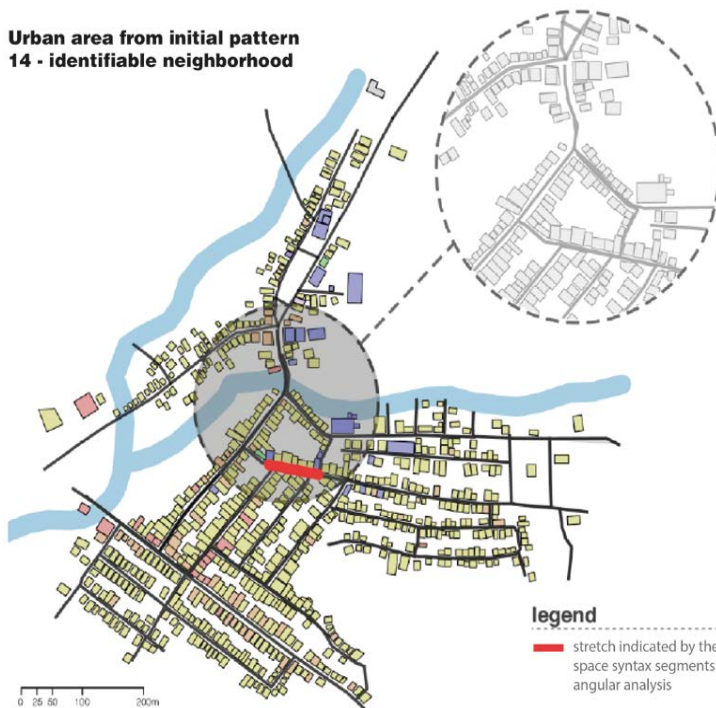 Urban area from initial pattern
14 - identifiable neighborhood
legend
stretch indicated by the
space syntax segments
angular analysis
0 25 50 100 200m